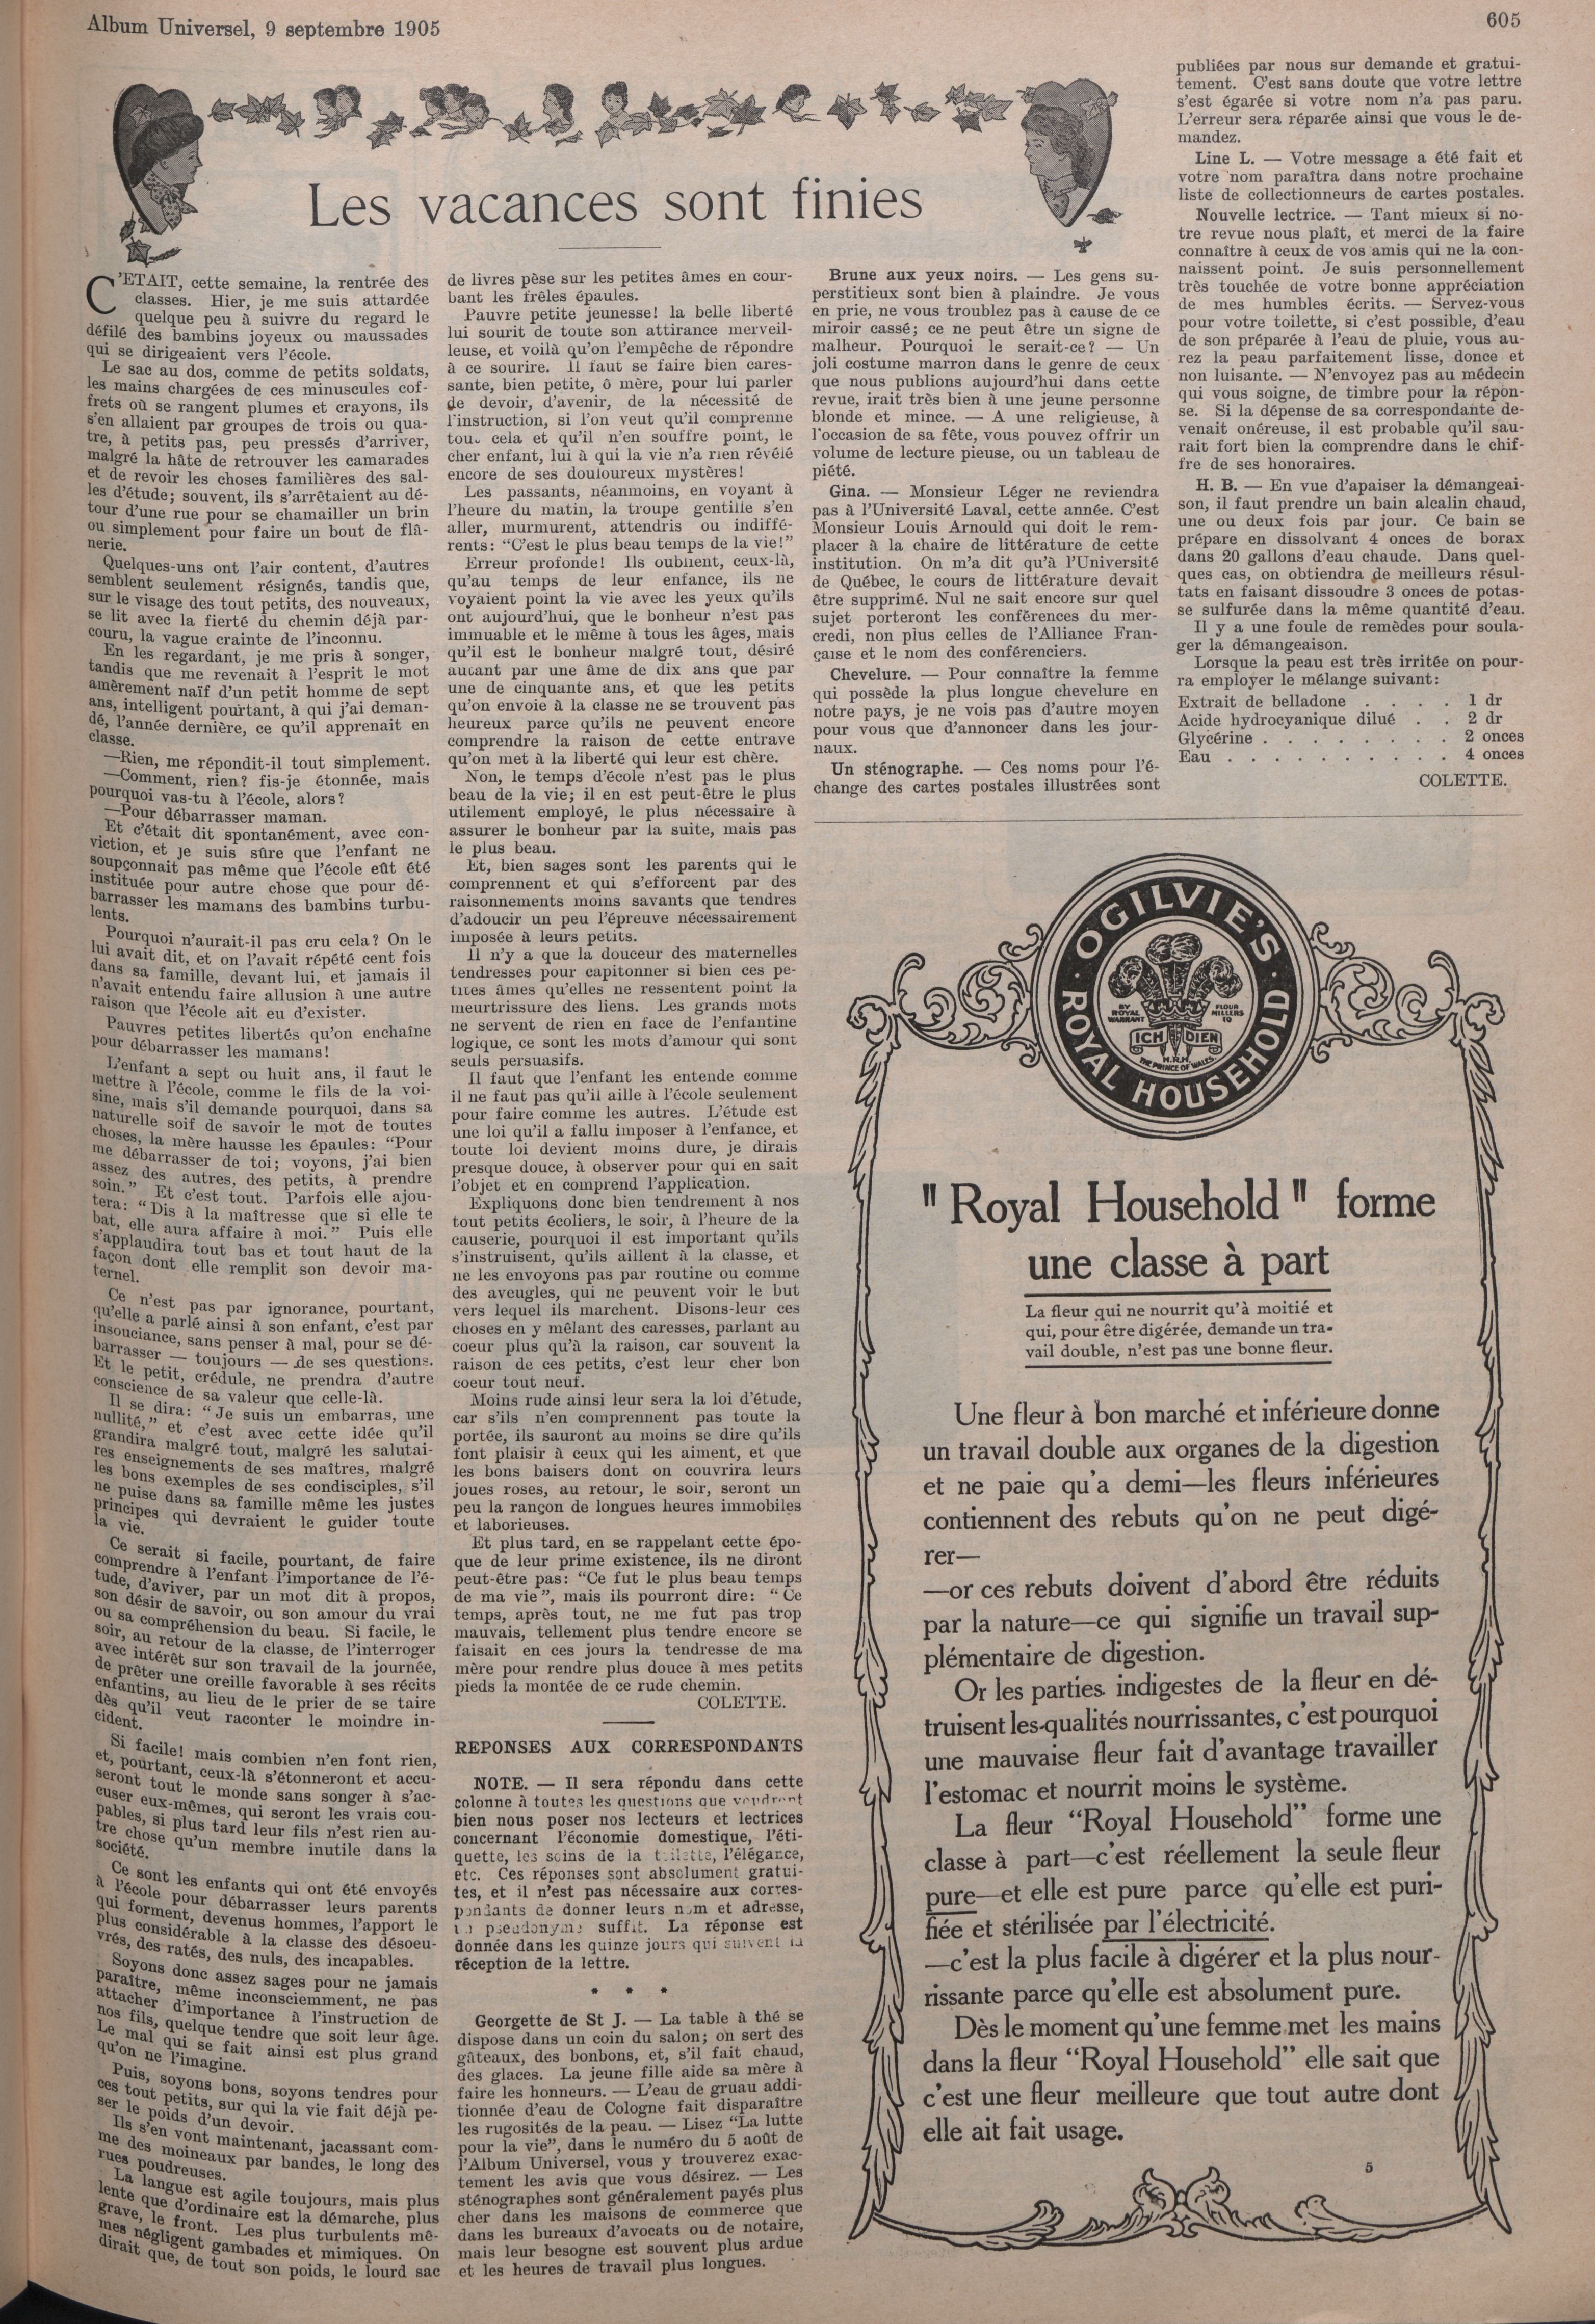 Album Universel, 9 septembre 1905
605
Les vacances sont finies
C'ETAIT, cette semaine, la rentrée des
classes. Hier, je me suis attardée
quelque peu à suivre du regard le
défilé des bambins joyeux ou maussades
qui se dirigeaient vers l'école.
Le sac au dos, comme de petits soldats,
les mains chargées de ces minuscules cof-
frets où se rangent plumes et crayons, ils
s'en allaient par groupes de trois ou qua-
tre, à petits pas, peu pressés d'arriver,
malgré la hâte de retrouver les camarades
et de revoir les choses familières des sal-
les d'étude; souvent, ils s'arrêtaient au dé-
tour d'une rue pour se chamailler un brin
ou simplement pour faire un bout de flâ-
nerie.
Quelques-uns ont l'air content, d'autres
semblent seulement résignés, tandis que,
sur le visage des tout petits, des nouveaux,
se lit avec la fierté du chemin déjà par-
couru, la vague crainte de l'inconnu.
En les regardant, je me pris à songer,
tandis que me revenait à l'esprit le mot
amèrement naïf d'un petit homme de sept
ans, intelligent pourtant, à qui j'ai deman-
dé, l'année dernière, ce qu'il apprenait en
classe.
—Rien, me répondit-il tout simplement.
—Comment, rien? fis-je étonnée, mais
pourquoi vas-tu à l'école, alors?
—Pour débarrasser maman.
Et c'était dit spontanément, avec con-
viction, et je suis sûre que l'enfant ne
soupçonnait pas même que l'école eût été
instituée pour autre chose que pour dé-
barrasser les mamans des bambins turbu-
lents.
Pourquoi n'aurait-il pas cru cela? On le
lui avait dit, et on l'avait répété cent fois
dans sa famille, devant lui, et jamais il
n'avait entendu faire allusion à une autre
raison que l'école ait eu d'exister.
Pauvres petites libertés qu'on enchaîne
pour débarrasser les mamans!
L'enfant a sept ou huit ans, il faut le
mettre à l'école, comme le fils de la voi-
sine, mais s'il demande pourquoi, dans sa
naturelle soif de savoir le mot de toutes
choses, la mère hausse les épaules: "Pour
me débarrasser de toi; voyons, j'ai bien
assez des autres, des petits, à prendre
soin." Et c'est tout. Parfois elle ajou-
tera: "Dis à la maîtresse que si elle te
bat, elle aura affaire à moi." Puis elle
s'applaudira tout bas et tout haut de la
façon dont elle remplit son devoir ma-
ternel.
Ce n'est pas par ignorance, pourtant,
qu'elle a parlé ainsi à son enfant, c'est par
insouciance, sans penser à mal, pour se dé-
barrasser — toujours — de ses questions.
Et le petit, crédule, ne prendra d'autre
conscience de sa valeur que celle-là.
Il se dira: "Je suis un embarras, une
nullité," et c'est avec cette idée qu'il
grandira malgré tout, malgré les salutai-
res enseignements de ses maîtres, malgré
les bons exemples de ses condisciples, s'il
ne puise dans sa famille même les justes
principes qui devraient le guider toute
la vie.
Ce serait si facile, pourtant, de faire
comprendre à l'enfant l'importance de l'é-
tude, d'aviver, par un mot dit à propos,
son désir de savoir, ou son amour du vrai
ou sa compréhension du beau. Si facile, le
soir, au retour de la classe, de l'interroger
avec intérêt sur son travail de la journée,
de prêter une oreille favorable à ses récits
enfantins, au lieu de le prier de se taire
dès qu'il veut raconter le moindre in-
cident.
Si facile! mais combien n'en font rien,
et, pourtant, ceux-là s'étonneront et accu-
seront tout le monde sans songer à s'ac-
cuser eux-mêmes, qui seront les vrais cou-
pables, si plus tard leur fils n'est rien au-
tre chose qu'un membre inutile dans la
société.
Ce sont les enfants qui ont été envoyés
à l'école pour débarrasser leurs parents
qui forment, devenus hommes, l'apport le
plus considérable à la classe des désoeu-
vrés, des ratés, des nuls, des incapables.
Soyons donc assez sages pour ne jamais
paraître, même inconsciemment, ne pas
attacher d'importance à l'instruction de
nos fils, quelque tendre que soit leur âge.
Le mal qui se fait ainsi est plus grand
qu'on ne l'imagine.
Puis, soyons bons, soyons tendres pour
ces tout petits, sur qui la vie fait déjà pe-
ser le poids d'un devoir.
Ils s'en vont maintenant, jacassant com-
me des moineaux par bandes, le long des
rues poudreuses.
La langue est agile toujours, mais plus
lente que d'ordinaire est la démarche, plus
grave, le front. Les plus turbulents mê-
mes négligent gambades et mimiques. On
dirait que, de tout son poids, le lourd sac
de livres pèse sur les petites âmes en cour-
bant les frêles épaules.
Pauvre petite jeunesse! la belle liberté
lui sourit de toute son attirance merveil-
leuse, et voilà qu'on l'empêche de répondre
à ce sourire. Il faut se faire bien cares-
sante, bien petite, ô mère, pour lui parler
de devoir, d'avenir, de la nécessité de
l'instruction, si l'on veut qu'il comprenne
tout cela et qu'il n'en souffre point, le
cher enfant, lui à qui la vie n'a rien révélé
encore de ses douloureux mystères!
Les passants, néanmoins, en voyant à
l'heure du matin, la troupe gentille s'en
aller, murmurent, attendris ou indiffé-
rents: "C'est le plus beau temps de la vie!"
Erreur profonde! Ils oublient, ceux-là,
qu'au temps de leur enfance, ils ne
voyaient point la vie avec les yeux qu'ils
ont aujourd'hui, que le bonheur n'est pas
immuable et le même à tous les âges, mais
qu'il est le bonheur malgré tout, désiré
autant par une âme de dix ans que par
une de cinquante ans, et que les petits
qu'on envoie à la classe ne se trouvent pas
heureux parce qu'ils ne peuvent encore
comprendre la raison de cette entrave
qu'on met à la liberté qui leur est chère.
Non, le temps d'école n'est pas le plus
beau de la vie; il en est peut-être le plus
utilement employé, le plus nécessaire à
assurer le bonheur par la suite, mais pas
le plus beau.
Et, bien sages sont les parents qui le
comprennent et qui s'efforcent par des
raisonnements moins savants que tendres
d'adoucir un peu l'épreuve nécessairement
imposée à leurs petits.
Il n'y a que la douceur des maternelles
tendresses pour capitonner si bien ces pe-
tites âmes qu'elles ne ressentent point la
meurtrissure des liens. Les grands mots
ne servent de rien en face de l'enfantine
logique, ce sont les mots d'amour qui sont
seuls persuasifs.
Il faut que l'enfant les entende comme
il ne faut pas qu'il aille à l'école seulement
pour faire comme les autres. L'étude est
une loi qu'il a fallu imposer à l'enfance, et
toute loi devient moins dure, je dirais
presque douce, à observer pour qui en sait
l'objet et en comprend l'application.
Expliquons donc bien tendrement à nos
tout petits écoliers, le soir, à l'heure de la
causerie, pourquoi il est important qu'ils
s'instruisent, qu'ils aillent à la classe, et
ne les envoyons pas par routine ou comme
des aveugles, qui ne peuvent voir le but
vers lequel ils marchent. Disons-leur ces
choses en y mêlant des caresses, parlant au
coeur plus qu'à la raison, car souvent la
raison de ces petits, c'est leur cher bon
coeur tout neuf.
Moins rude ainsi leur sera la loi d'étude,
car s'ils n'en comprennent pas toute la
portée, ils sauront au moins se dire qu'ils
font plaisir à ceux qui les aiment, et que
les bons baisers dont on couvrira leurs
joues roses, au retour, le soir, seront un
peu la rançon de longues heures immobiles
et laborieuses.
Et plus tard, en se rappelant cette épo-
que de leur prime existence, ils ne diront
peut-être pas: "Ce fut le plus beau temps
de ma vie", mais ils pourront dire: "Ce
temps, après tout, ne me fut pas trop
mauvais, tellement plus tendre encore se
faisait en ces jours la tendresse de ma
mère pour rendre plus douce à mes petits
pieds la montée de ce rude chemin.
COLETTE.
REPONSES AUX CORRESPONDANTS
NOTE. — Il sera répondu dans cette
colonne à toutes les questions que voudront
bien nous poser nos lecteurs et lectrices
concernant l'économie domestique, l'éti-
quette, les soins de la toilette, l'élégance,
etc. Ces réponses sont absolument gratui-
tes, et il n'est pas nécessaire aux corres-
pondants de donner leurs nom et adresse,
un pseudonyme suffit. La réponse est
donnée dans les quinze jours qui suivent la
réception de la lettre.
* * *
Georgette de St J. — La table à thé se
dispose dans un coin du salon; on sert des
gâteaux, des bonbons, et, s'il fait chaud,
des glaces. La jeune fille aide sa mère à
faire les honneurs. — L'eau de gruau addi-
tionnée d'eau de Cologne fait disparaître
les rugosités de la peau. — Lisez "La lutte
pour la vie", dans le numéro du 5 août de
l'Album Universel, vous y trouverez exac-
tement les avis que vous désirez. — Les
sténographes sont généralement payés plus
cher dans les maisons de commerce que
dans les bureaux d'avocats ou de notaire,
mais leur besogne est souvent plus ardue
et les heures de travail plus longues.
Brune aux yeux noirs. — Les gens su-
perstitieux sont bien à plaindre. Je vous
en prie, ne vous troublez pas à cause de ce
miroir cassé; ce ne peut être un signe de
malheur. Pourquoi le serait-ce? — Un
joli costume marron dans le genre de ceux
que nous publions aujourd'hui dans cette
revue, irait très bien à une jeune personne
blonde et mince. — A une religieuse, à
l'occasion de sa fête, vous pouvez offrir un
volume de lecture pieuse, ou un tableau de
piété.
Gina. — Monsieur Léger ne reviendra
pas à l'Université Laval, cette année. C'est
Monsieur Louis Arnould qui doit le rem-
placer à la chaire de littérature de cette
institution. On m'a dit qu'à l'Université
de Québec, le cours de littérature devait
être supprimé. Nul ne sait encore sur quel
sujet porteront les conférences du mer-
credi, non plus celles de l'Alliance Fran-
çaise et le nom des conférenciers.
Chevelure. — Pour connaître la femme
qui possède la plus longue chevelure en
notre pays, je ne vois pas d'autre moyen
pour vous que d'annoncer dans les jour-
naux.
Un sténographe. — Ces noms pour l'é-
change des cartes postales illustrées sont
publiées par nous sur demande et gratui-
tement. C'est sans doute que votre lettre
s'est égarée si votre nom n'a pas paru.
L'erreur sera réparée ainsi que vous le de-
mandez.
Line L. — Votre message a été fait et
votre nom paraîtra dans notre prochaine
liste de collectionneurs de cartes postales.
Nouvelle lectrice. — Tant mieux si no-
tre revue nous plaît, et merci de la faire
connaître à ceux de vos amis qui ne la con-
naissent point. Je suis personnellement
très touchée de votre bonne appréciation
de mes humbles écrits. — Servez-vous
pour votre toilette, si c'est possible, d'eau
de son préparée à l'eau de pluie, vous au-
rez la peau parfaitement lisse, donce et
non luisante. — N'envoyez pas au médecin
qui vous soigne, de timbre pour la répon-
se. Si la dépense de sa correspondante de-
venait onéreuse, il est probable qu'il sau-
rait fort bien la comprendre dans le chif-
fre de ses honoraires.
H. B. — En vue d'apaiser la démangeai-
son, il faut prendre un bain alcalin chaud,
une ou deux fois par jour. Ce bain se
prépare en dissolvant 4 onces de borax
dans 20 gallons d'eau chaude. Dans quel-
ques cas, on obtiendra de meilleurs résul-
tats en faisant dissoudre 3 onces de potas-
se sulfurée dans la même quantité d'eau.
Il y a une foule de remèdes pour soula-
ger la démangeaison.
Lorsque la peau est très irritée on pour-
ra employer le mélange suivant:
Extrait de belladone . . . . 1 dr
Acide hydrocyanique dilué . . 2 dr
Glycérine . . . . . . . . 2 onces
Eau . . . . . . . . . . 4 onces
COLETTE.
OGILVIE'S
BY ROYAL WARRANT
FLOUR MILLERS TO
ICH DIEN
H.R.H.
THE PRINCE OF WALES
ROYAL HOUSEHOLD
"Royal Household" forme
une classe à part
La fleur qui ne nourrit qu'à moitié et
qui, pour être digérée, demande un tra-
vail double, n'est pas une bonne fleur.
Une fleur à bon marché et inférieure donne
un travail double aux organes de la digestion
et ne paie qu'a demi—les fleurs inférieures
contiennent des rebuts qu'on ne peut digé-
rer—
—or ces rebuts doivent d'abord être réduits
par la nature—ce qui signifie un travail sup-
plémentaire de digestion.
Or les parties indigestes de la fleur en dé-
truisent les qualités nourrissantes, c'est pourquoi
une mauvaise fleur fait d'avantage travailler
l'estomac et nourrit moins le système.
La fleur "Royal Household" forme une
classe à part—c'est réellement la seule fleur
pure—et elle est pure parce qu'elle est puri-
fiée et stérilisée par l'électricité.
—c'est la plus facile à digérer et la plus nour-
rissante parce qu'elle est absolument pure.
Dès le moment qu'une femme met les mains
dans la fleur "Royal Household" elle sait que
c'est une fleur meilleure que tout autre dont
elle ait fait usage.
5